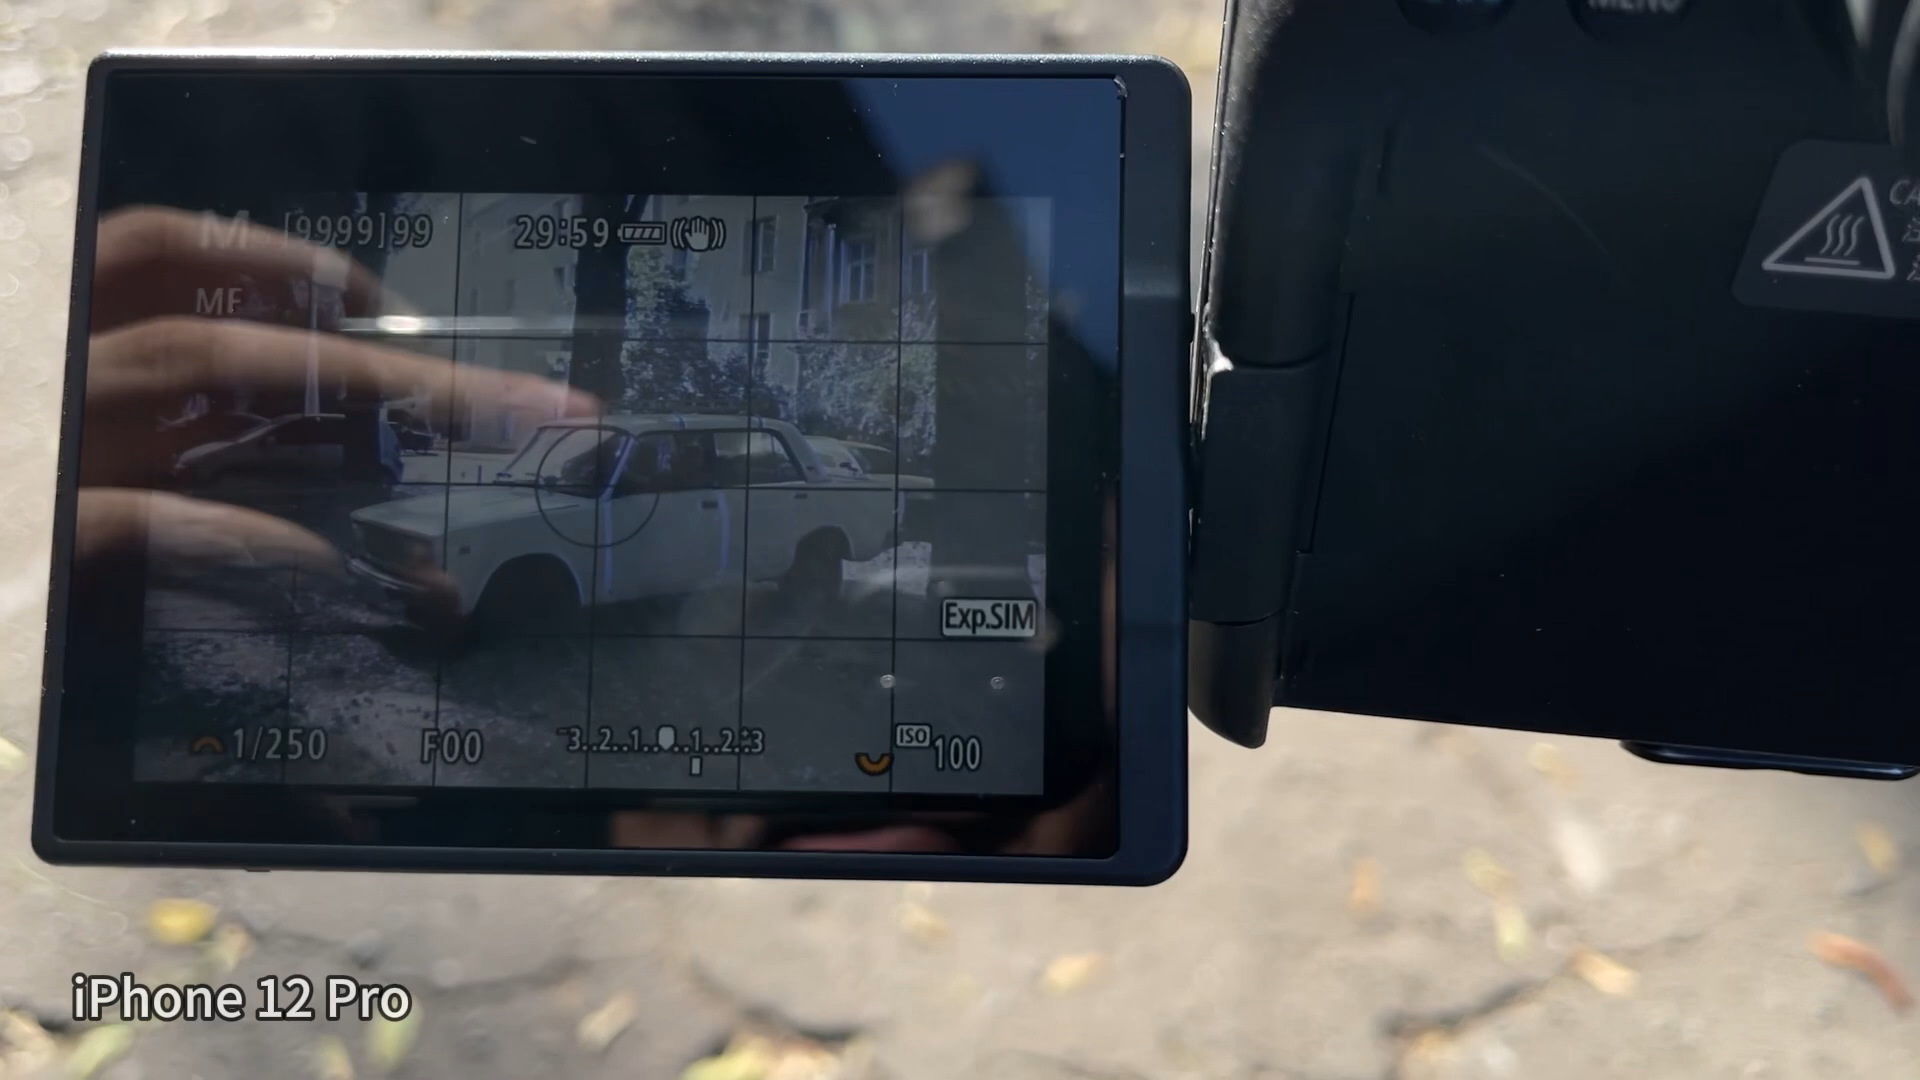 MENU
M [9999]99 29:59
MF
Exp.SIM
1/250 F00 -3..2..1..0..1..2..+3 ISO 100
iPhone 12 Pro